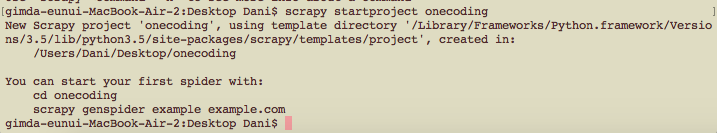 [gimda-eunui-MacBook-Air-2:Desktop Dani$ scrapy startproject onecoding ]
New Scrapy project 'onecoding', using template directory '/Library/Frameworks/Python.framework/Versio
ns/3.5/lib/python3.5/site-packages/scrapy/templates/project', created in:
    /Users/Dani/Desktop/onecoding

You can start your first spider with:
    cd onecoding
    scrapy genspider example example.com
gimda-eunui-MacBook-Air-2:Desktop Dani$